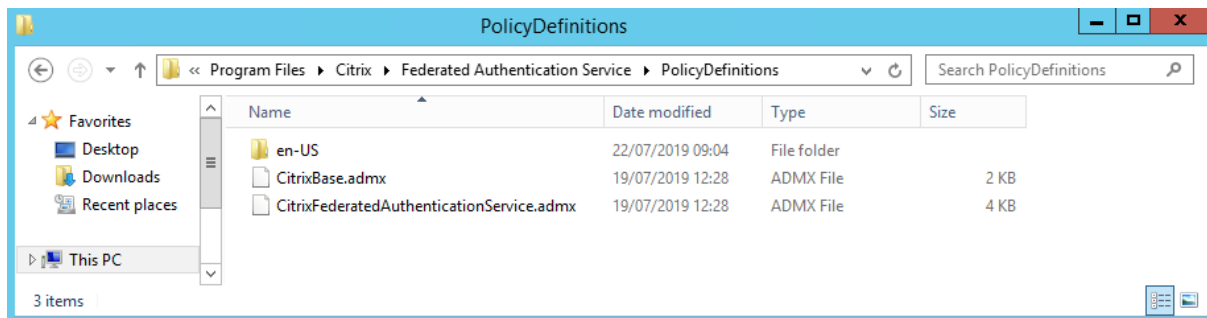 PolicyDefinitions
« Program Files Citrix Federated Authentication Service PolicyDefinitions Search PolicyDefinitions
Favorites
Desktop
Downloads
Recent places
This PC
Name Date modified Type Size
en-US 22/07/2019 09:04 File folder
CitrixBase.admx 19/07/2019 12:28 ADMX File 2 KB
CitrixFederatedAuthenticationService.admx 19/07/2019 12:28 ADMX File 4 KB
3 items